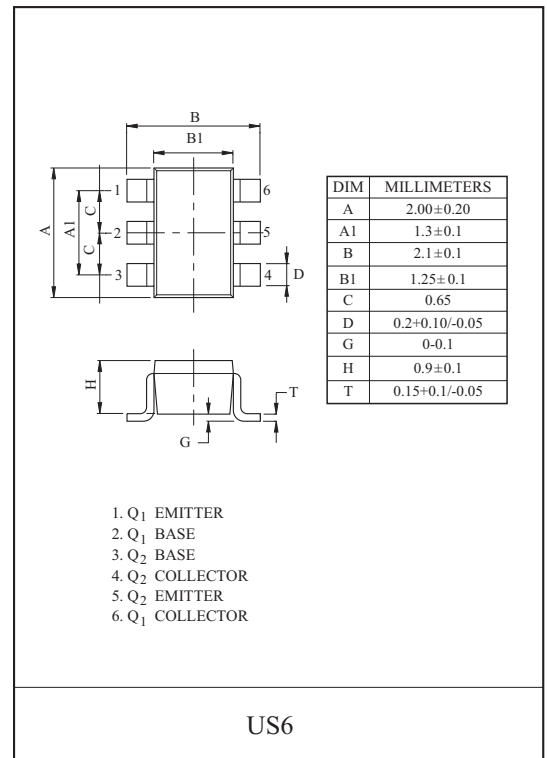 B
B1
1
6
A
A1
C
2
5
C
3
4
D
H
T
G
DIM MILLIMETERS
A 2.00±0.20
A1 1.3±0.1
B 2.1±0.1
B1 1.25±0.1
C 0.65
D 0.2+0.10/-0.05
G 0-0.1
H 0.9±0.1
T 0.15+0.1/-0.05
1. Q1 EMITTER
2. Q1 BASE
3. Q2 BASE
4. Q2 COLLECTOR
5. Q2 EMITTER
6. Q1 COLLECTOR
US6